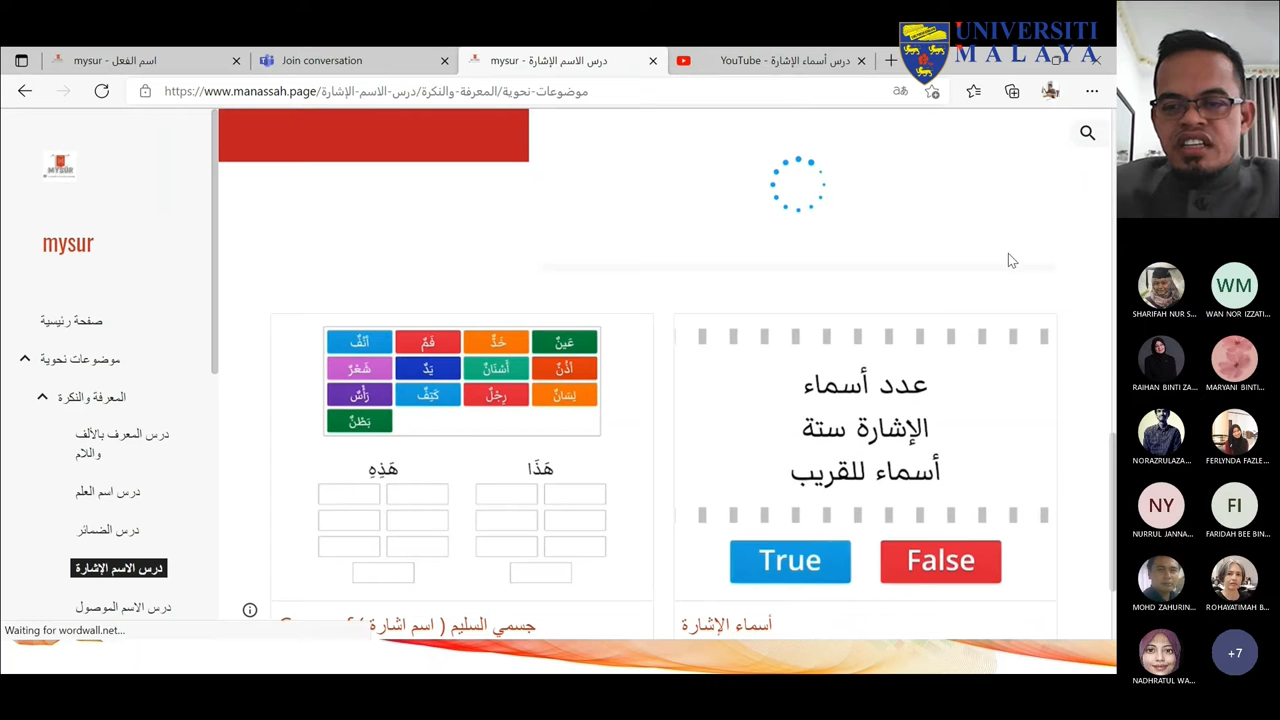 UNIVERSITI
MALAYA
mysur - اسم الفعل
Join conversation
mysur - درس الاسم الإشارة
YouTube - درس أسماء الإشارة
https://www.manassah.page/موضوعات-نحوية/المعرفة-والنكرة/درس-الاسم-الإشارة
MYSUR
mysur
صفحة رئيسية
موضوعات نحوية
المعرفة والنكرة
درس المعرف بالألف
واللام
درس اسم العلم
درس الضمائر
درس الاسم الإشارة
درس الاسم الموصول
عَينٌ خَدٌّ فَمٌ أَنْفٌ
أُذُنٌ أَسْنَانٌ يَدٌ شَعْرٌ
لِسَانٌ رِجْلٌ كَتِفٌ رَأْسٌ
بَطْنٌ
هَذَا هَذِهِ
عدد أسماء
الإشارة ستة
أسماء للقريب
True False
جسمي السليم ( اسم اشارة )
أسماء الإشارة
Waiting for wordwall.net...
SHARIFAH NUR S...
WM
WAN NOR IZZATI
RAIHAN BINTI ZA...
MARYANI BINTI...
NORAZRULAZA...
FERLYNDA FAZLE...
NY
NURRUL JANNA...
FI
FARIDAH BEE BIN...
MOHD ZAHURIN...
ROHAYATIMAH B...
NADHRATUL WA...
+7